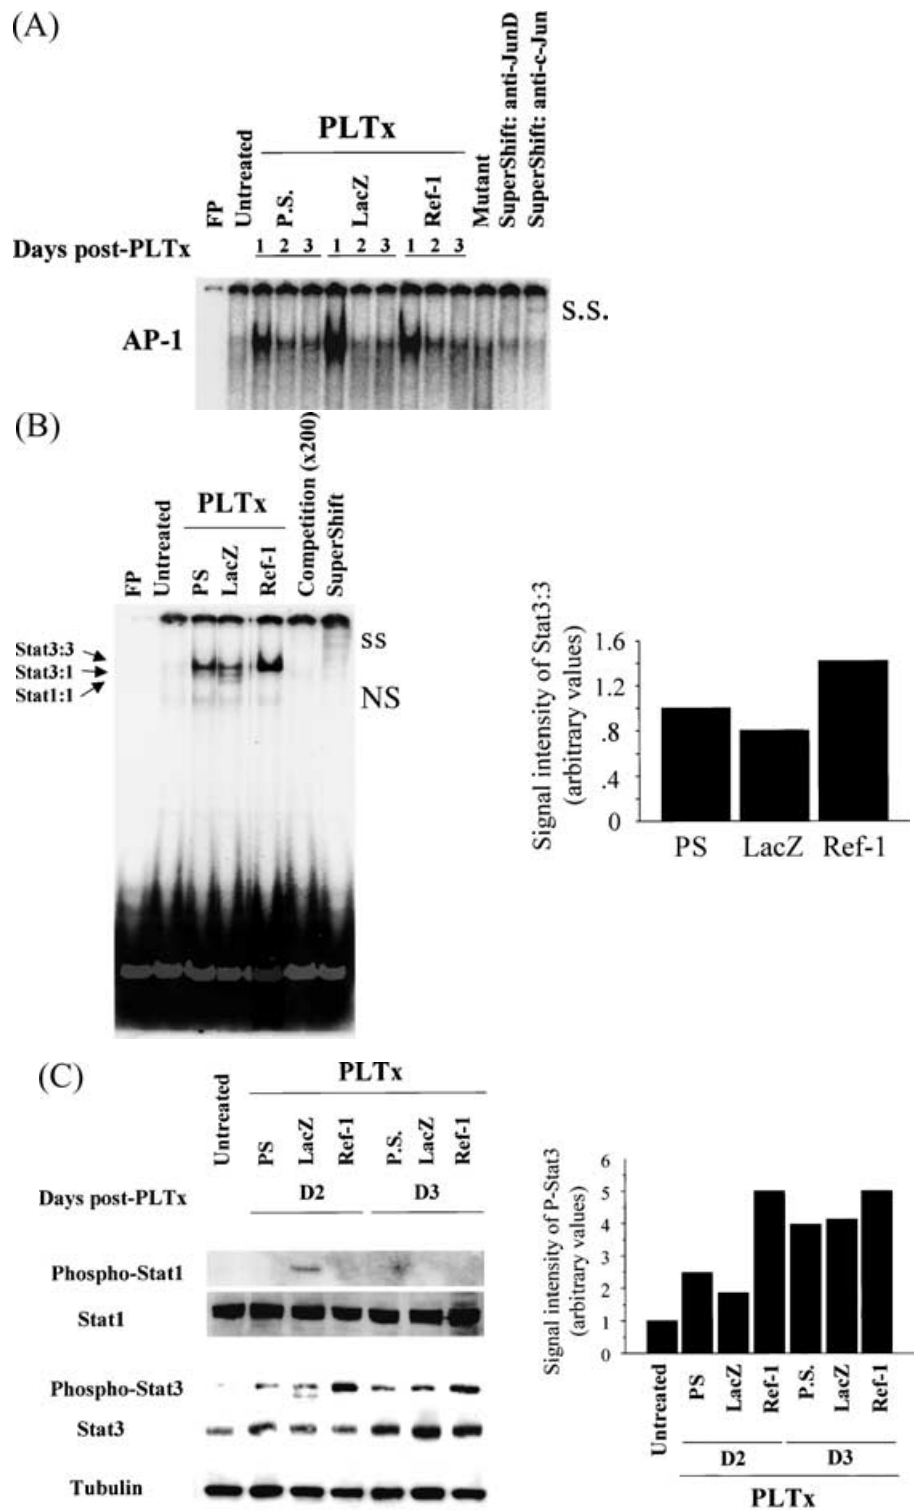 (A)
PLTx
FP
Untreated
P.S.
LacZ
Ref-1
Mutant
SuperShift: anti-JunD
SuperShift: anti-c-Jun
Days post-PLTx
1 2 3 1 2 3 1 2 3
s.s.
AP-1
(B)
PLTx
FP
Untreated
PS
LacZ
Ref-1
Competition (x200)
SuperShift
ss
Stat3:3
Stat3:1
Stat1:1
NS
Signal intensity of Stat3:3
(arbitrary values)
1.6
1.2
.8
.4
0
PS LacZ Ref-1
(C)
PLTx
Untreated
PS
LacZ
Ref-1
P.S.
LacZ
Ref-1
Days post-PLTx
D2 D3
Phospho-Stat1
Stat1
Phospho-Stat3
Stat3
Tubulin
Signal intensity of P-Stat3
(arbitrary values)
6
5
4
3
2
1
0
Untreated
PS
LacZ
Ref-1
P.S.
LacZ
Ref-1
D2 D3
PLTx